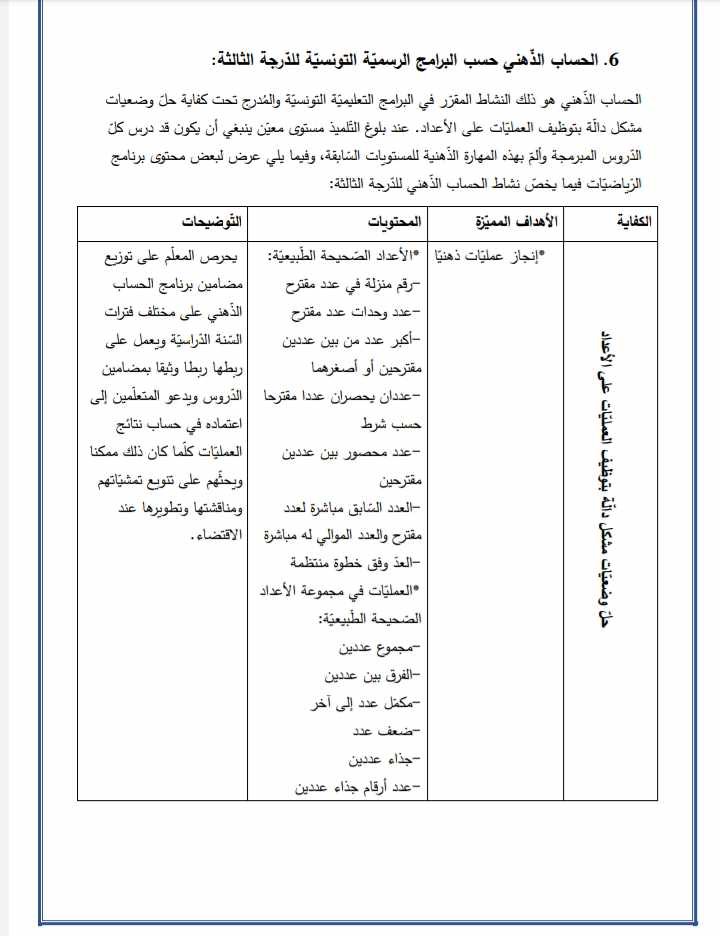 6. الحساب الذّهني حسب البرامج الرسميّة التونسيّة للدّرجة الثالثة:
الحساب الذّهني هو ذلك النشاط المقرّر في البرامج التعليميّة التونسيّة والمُدرج تحت كفاية حلّ وضعيات
مشكل دالّة بتوظيف العمليّات على الأعداد. عند بلوغ التّلميذ مستوى معيّن ينبغي أن يكون قد درس كلّ
الدّروس المبرمجة وألمّ بهذه المهارة الذّهنية للمستويات السّابقة، وفيما يلي عرض لبعض محتوى برنامج
الرّياضيّات فيما يخصّ نشاط الحساب الذّهني للدّرجة الثالثة:
الكفاية
الأهداف المميّزة
المحتويات
التّوضيحات
حلّ وضعيّات مشكل دالّة بتوظيف العمليّات على الأعداد
*إنجاز عمليّات ذهنيّا
*الأعداد الصّحيحة الطّبيعيّة:
–رقم منزلة في عدد مقترح
–عدد وحدات عدد مقترح
–أكبر عدد من بين عددين
مقترحين أو أصغرهما
–عددان يحصران عددا مقترحا
حسب شرط
–عدد محصور بين عددين
مقترحين
–العدد السّابق مباشرة لعدد
مقترح والعدد الموالي له مباشرة
–العدّ وفق خطوة منتظمة
*العمليّات في مجموعة الأعداد
الصّحيحة الطّبيعيّة:
–مجموع عددين
–الفرق بين عددين
–مكمّل عدد إلى آخر
–ضعف عدد
–جذاء عددين
–عدد أرقام جذاء عددين
يحرص المعلّم على توزيع
مضامين برنامج الحساب
الذّهني على مختلف فترات
السّنة الدّراسيّة ويعمل على
ربطها ربطا وثيقا بمضامين
الدّروس ويدعو المتعلّمين إلى
اعتماده في حساب نتائج
العمليّات كلّما كان ذلك ممكنا
ويحثّهم على تنويع تمشيّاتهم
ومناقشتها وتطويرها عند
الاقتضاء.